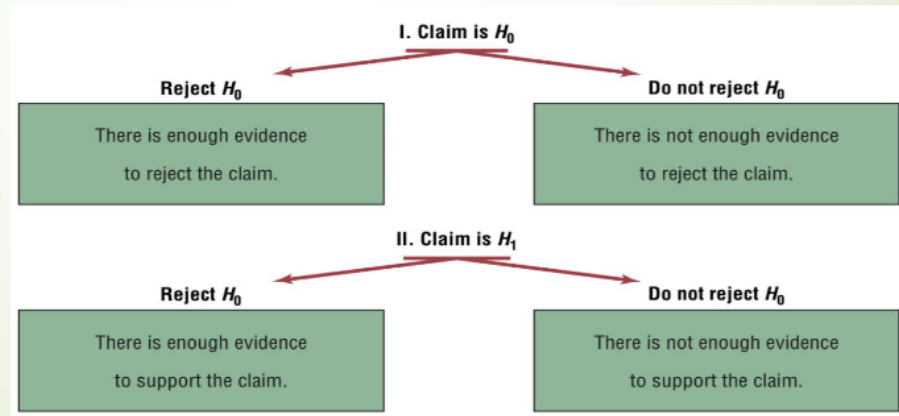 I. Claim is H₀
Reject H₀
Do not reject H₀
There is enough evidence
to reject the claim.
There is not enough evidence
to reject the claim.
II. Claim is H₁
Reject H₀
Do not reject H₀
There is enough evidence
to support the claim.
There is not enough evidence
to support the claim.